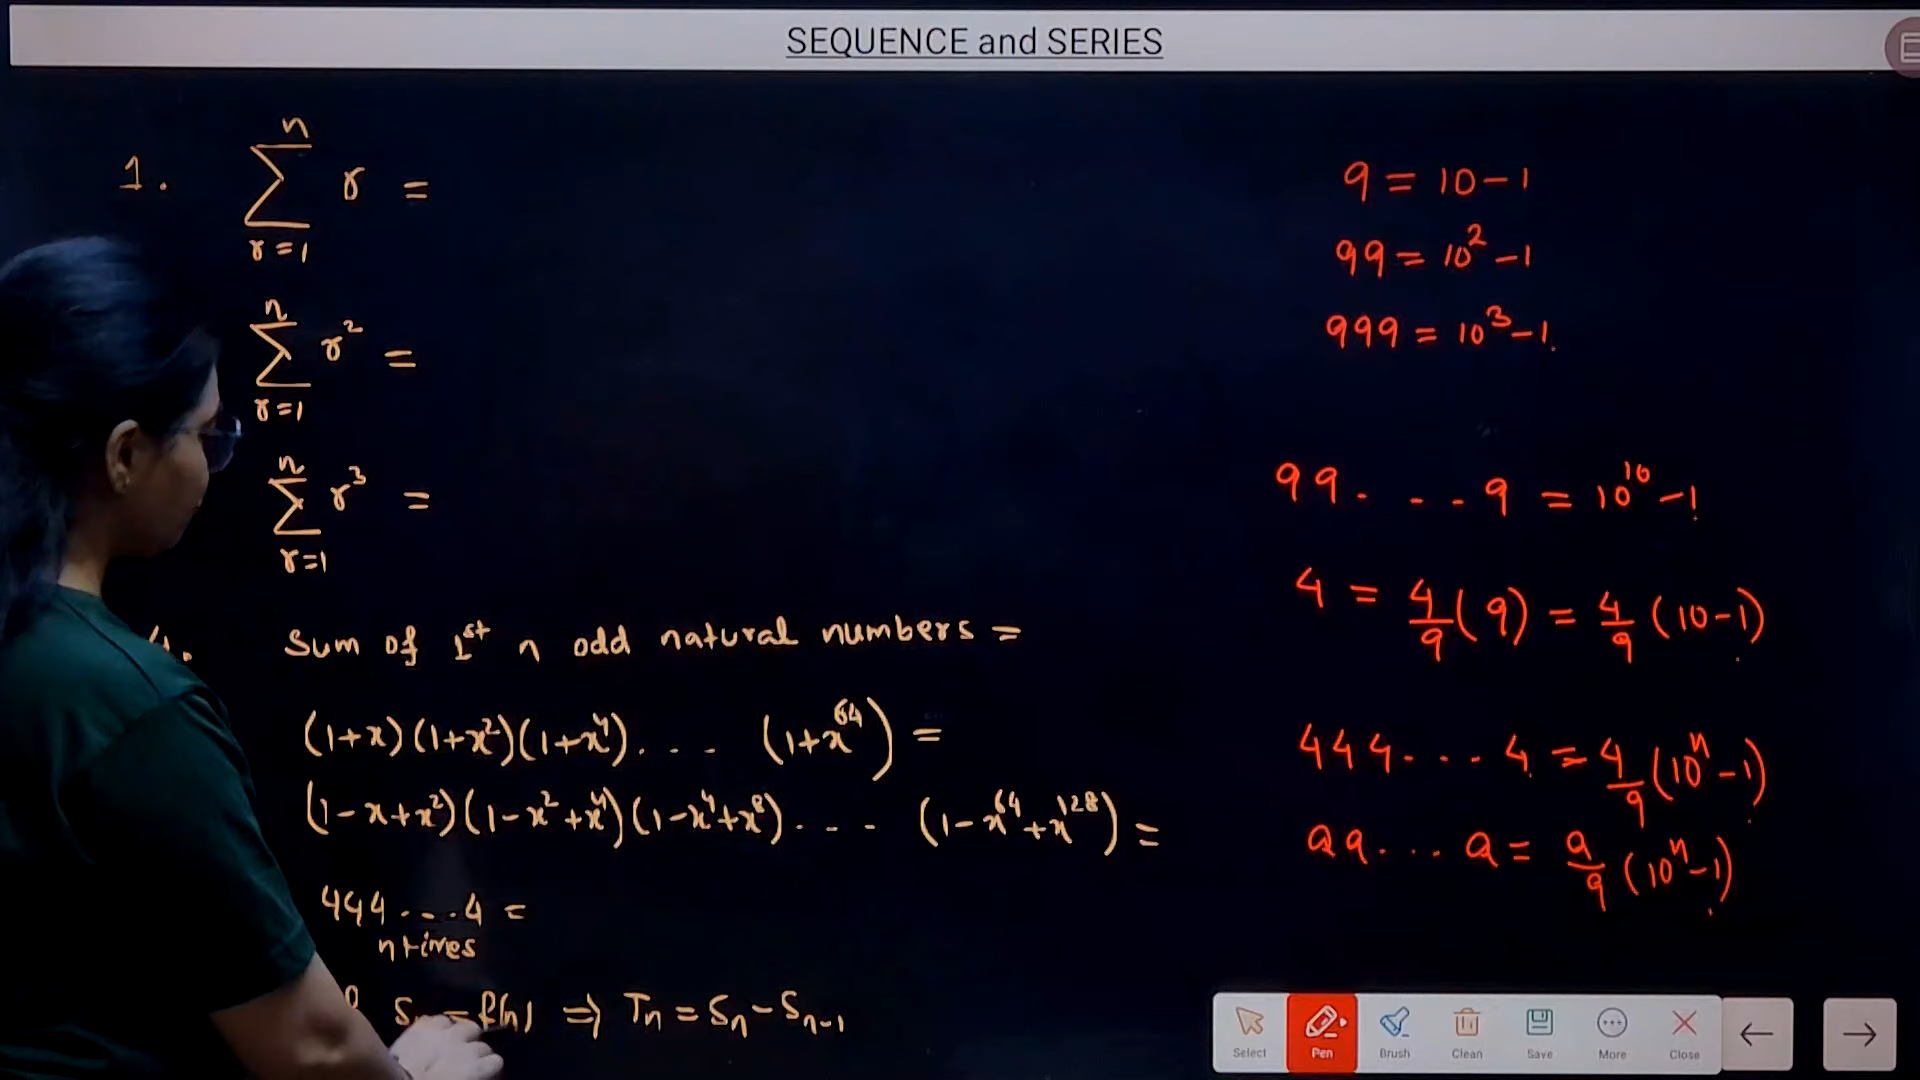 SEQUENCE and SERIES
1. ∑_{r=1}^{n} r =
∑_{r=1}^{n} r² =
∑_{r=1}^{n} r³ =
Sum of 1st n odd natural numbers =
(1+x)(1+x²)(1+x⁴). . . (1+x⁶⁴) =
(1-x+x²)(1-x²+x⁴)(1-x⁴+x⁸). . . (1-x⁶⁴+x¹²⁸) =
444...4 =
n times
= f(n) ⇒ Tn = Sn - Sn-1
9 = 10-1
99 = 10²-1
999 = 10³-1
99. . . .9 = 10¹⁰-1
4 = 4/9 (9) = 4/9 (10-1)
444. . . 4 = 4/9 (10ⁿ-1)
aa. . . a = a/9 (10ⁿ-1)
Select Pen Brush Clean Save More Close